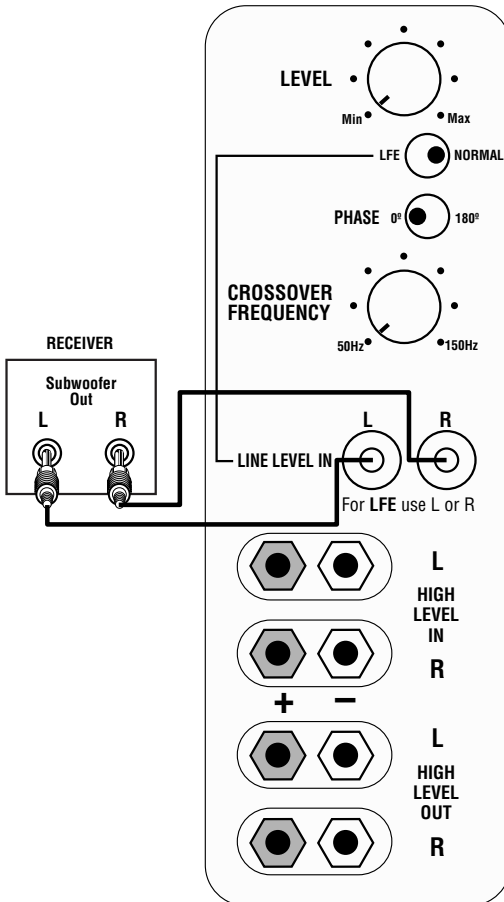 LEVEL
Min Max
LFE NORMAL
PHASE 0º 180º
CROSSOVER
FREQUENCY
50Hz 150Hz
RECEIVER
Subwoofer
Out
L R
L R
LINE LEVEL IN
For LFE use L or R
L
HIGH
LEVEL
IN
R
+ –
L
HIGH
LEVEL
OUT
R